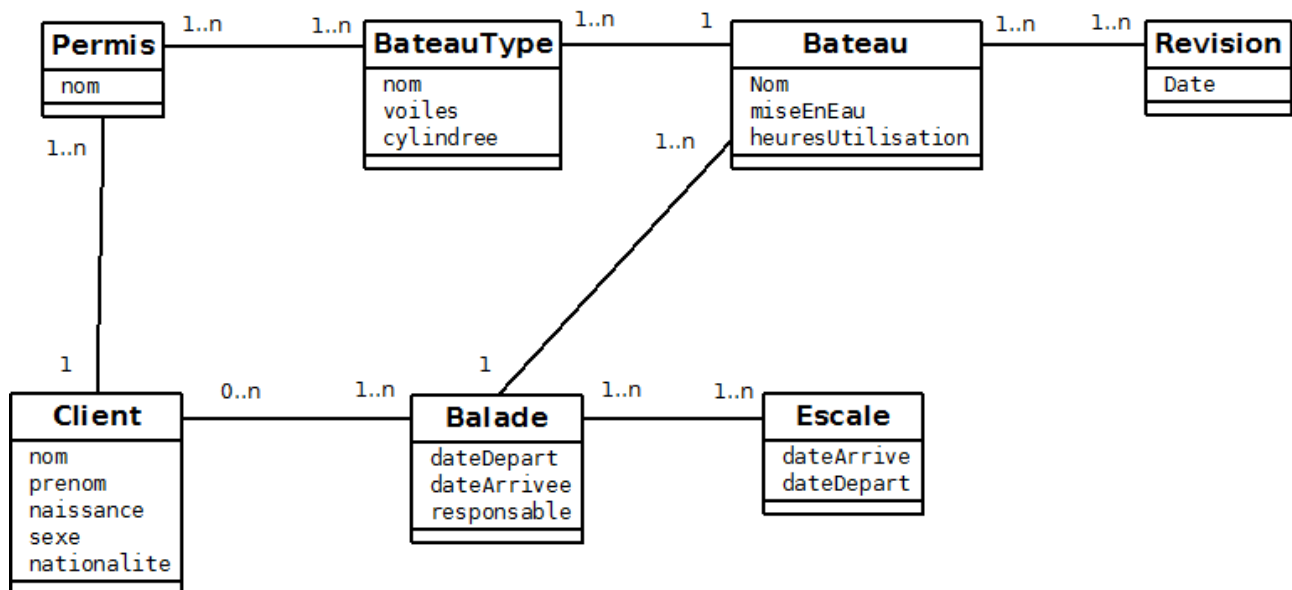 1..n 1..n 1..n 1 1..n 1..n
Permis
nom
BateauType
nom
voiles
cylindree
Bateau
Nom
miseEnEau
heuresUtilisation
Revision
Date
1..n
1..n
1
1
0..n 1..n 1..n 1..n
Client
nom
prenom
naissance
sexe
nationalite
Balade
dateDepart
dateArrivee
responsable
Escale
dateArrive
dateDepart